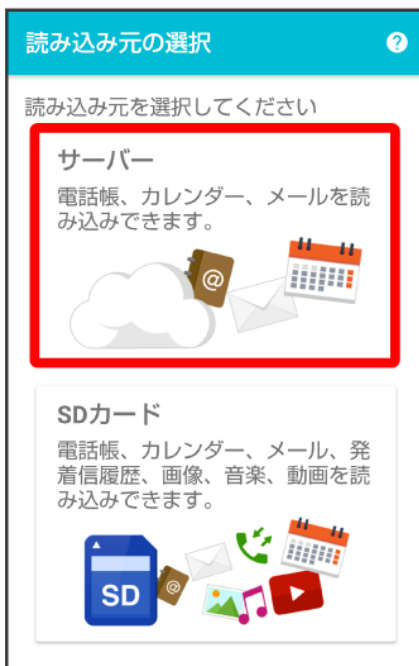 読み込み元の選択
?
読み込み元を選択してください
サーバー
電話帳、カレンダー、メールを読
み込みできます。
@
SDカード
電話帳、カレンダー、メール、発
着信履歴、画像、音楽、動画を読
み込みできます。
SD
@